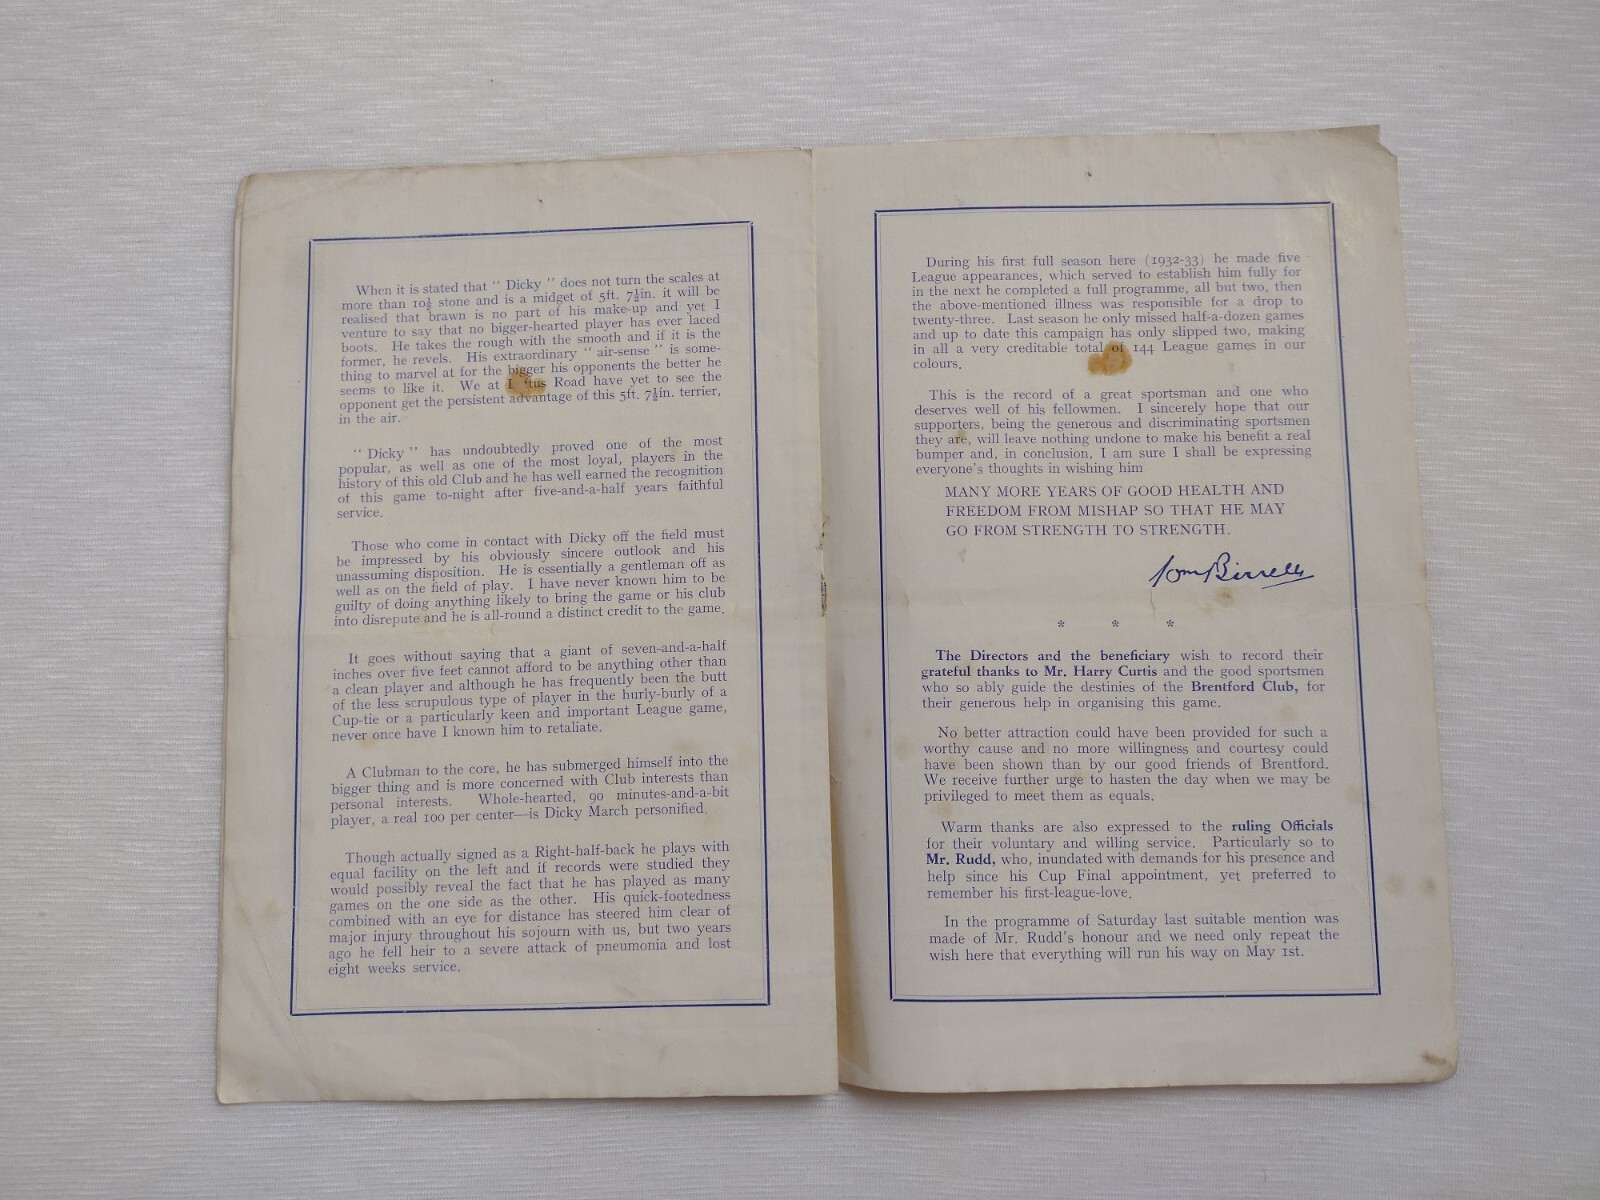 When it is stated that " Dicky " does not turn the scales at
more than 10½ stone and is a midget of 5ft. 7½in. it will be
realised that brawn is no part of his make-up and yet I
venture to say that no bigger-hearted player has ever laced
boots. He takes the rough with the smooth and if it is the
former, he revels. His extraordinary " air-sense " is some-
thing to marvel at for the bigger his opponents the better he
seems to like it. We at Road have yet to see the
opponent get the persistent advantage of this 5ft. 7½in. terrier,
in the air.
" Dicky " has undoubtedly proved one of the most
popular, as well as one of the most loyal, players in the
history of this old Club and he has well earned the recognition
of this game to-night after five-and-a-half years faithful
service.
Those who come in contact with Dicky off the field must
be impressed by his obviously sincere outlook and his
unassuming disposition. He is essentially a gentleman off as
well as on the field of play. I have never known him to be
guilty of doing anything likely to bring the game or his club
into disrepute and he is all-round a distinct credit to the game.
It goes without saying that a giant of seven-and-a-half
inches over five feet cannot afford to be anything other than
a clean player and although he has frequently been the butt
of the less scrupulous type of player in the hurly-burly of a
Cup-tie or a particularly keen and important League game,
never once have I known him to retaliate.
A Clubman to the core, he has submerged himself into the
bigger thing and is more concerned with Club interests than
personal interests. Whole-hearted, 90 minutes-and-a-bit
player, a real 100 per center—is Dicky March personified.
Though actually signed as a Right-half-back he plays with
equal facility on the left and if records were studied they
would possibly reveal the fact that he has played as many
games on the one side as the other. His quick-footedness
combined with an eye for distance has steered him clear of
major injury throughout his sojourn with us, but two years
ago he fell heir to a severe attack of pneumonia and lost
eight weeks service.
During his first full season here (1932-33) he made five
League appearances, which served to establish him fully for
in the next he completed a full programme, all but two, then
the above-mentioned illness was responsible for a drop to
twenty-three. Last season he only missed half-a-dozen games
and up to date this campaign has only slipped two, making
in all a very creditable total of 144 League games in our
colours.
This is the record of a great sportsman and one who
deserves well of his fellowmen. I sincerely hope that our
supporters, being the generous and discriminating sportsmen
they are, will leave nothing undone to make his benefit a real
bumper and, in conclusion, I am sure I shall be expressing
everyone's thoughts in wishing him
MANY MORE YEARS OF GOOD HEALTH AND
FREEDOM FROM MISHAP SO THAT HE MAY
GO FROM STRENGTH TO STRENGTH.
Tom Birrell
* * *
The Directors and the beneficiary wish to record their
grateful thanks to Mr. Harry Curtis and the good sportsmen
who so ably guide the destinies of the Brentford Club, for
their generous help in organising this game.
No better attraction could have been provided for such a
worthy cause and no more willingness and courtesy could
have been shown than by our good friends of Brentford.
We receive further urge to hasten the day when we may be
privileged to meet them as equals.
Warm thanks are also expressed to the ruling Officials
for their voluntary and willing service. Particularly so to
Mr. Rudd, who, inundated with demands for his presence and
help since his Cup Final appointment, yet preferred to
remember his first-league-love.
In the programme of Saturday last suitable mention was
made of Mr. Rudd's honour and we need only repeat the
wish here that everything will run his way on May 1st.